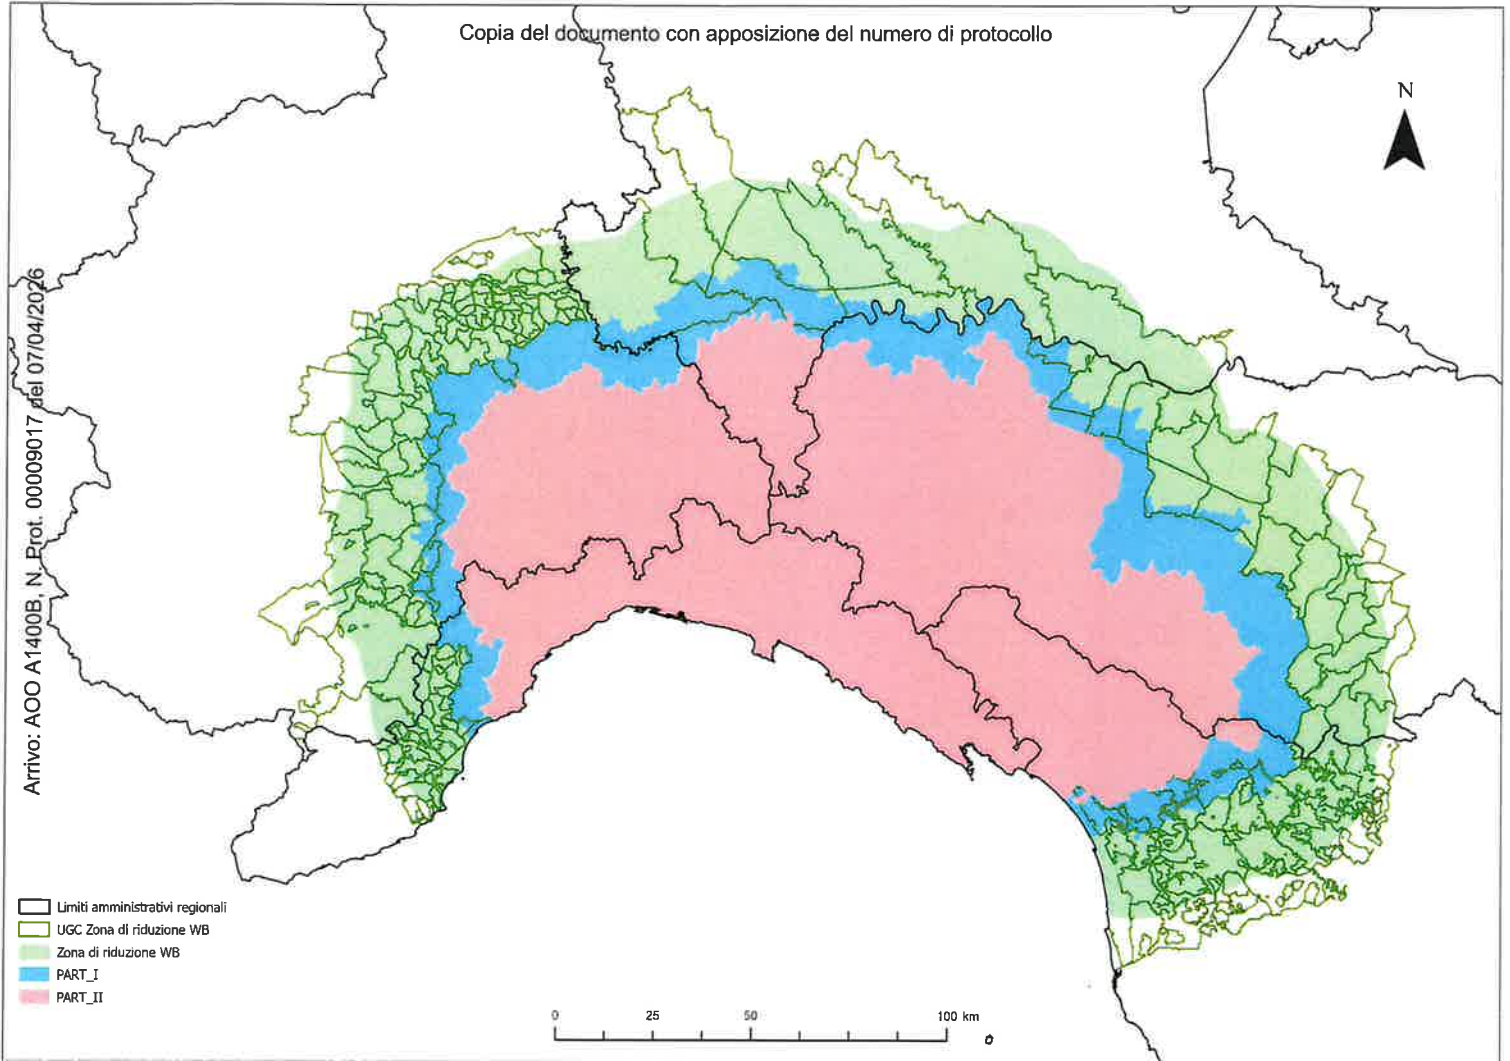 Copia del documento con apposizione del numero di protocollo
N
Arrivo: AOO A1400B, N. Prot. 00009017 del 07/04/2026
Limiti amministrativi regionali
UGC Zona di riduzione WB
Zona di riduzione WB
PART_I
PART_II
0 25 50 100 km